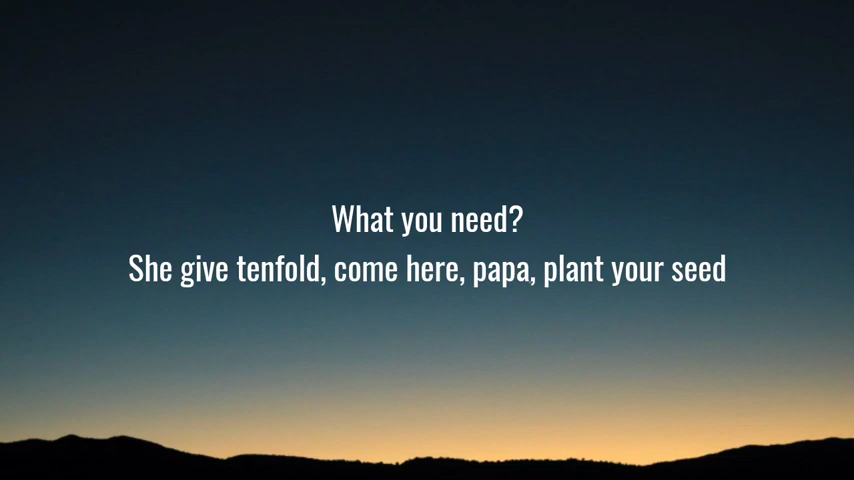 What you need?
She give tenfold, come here, papa, plant your seed